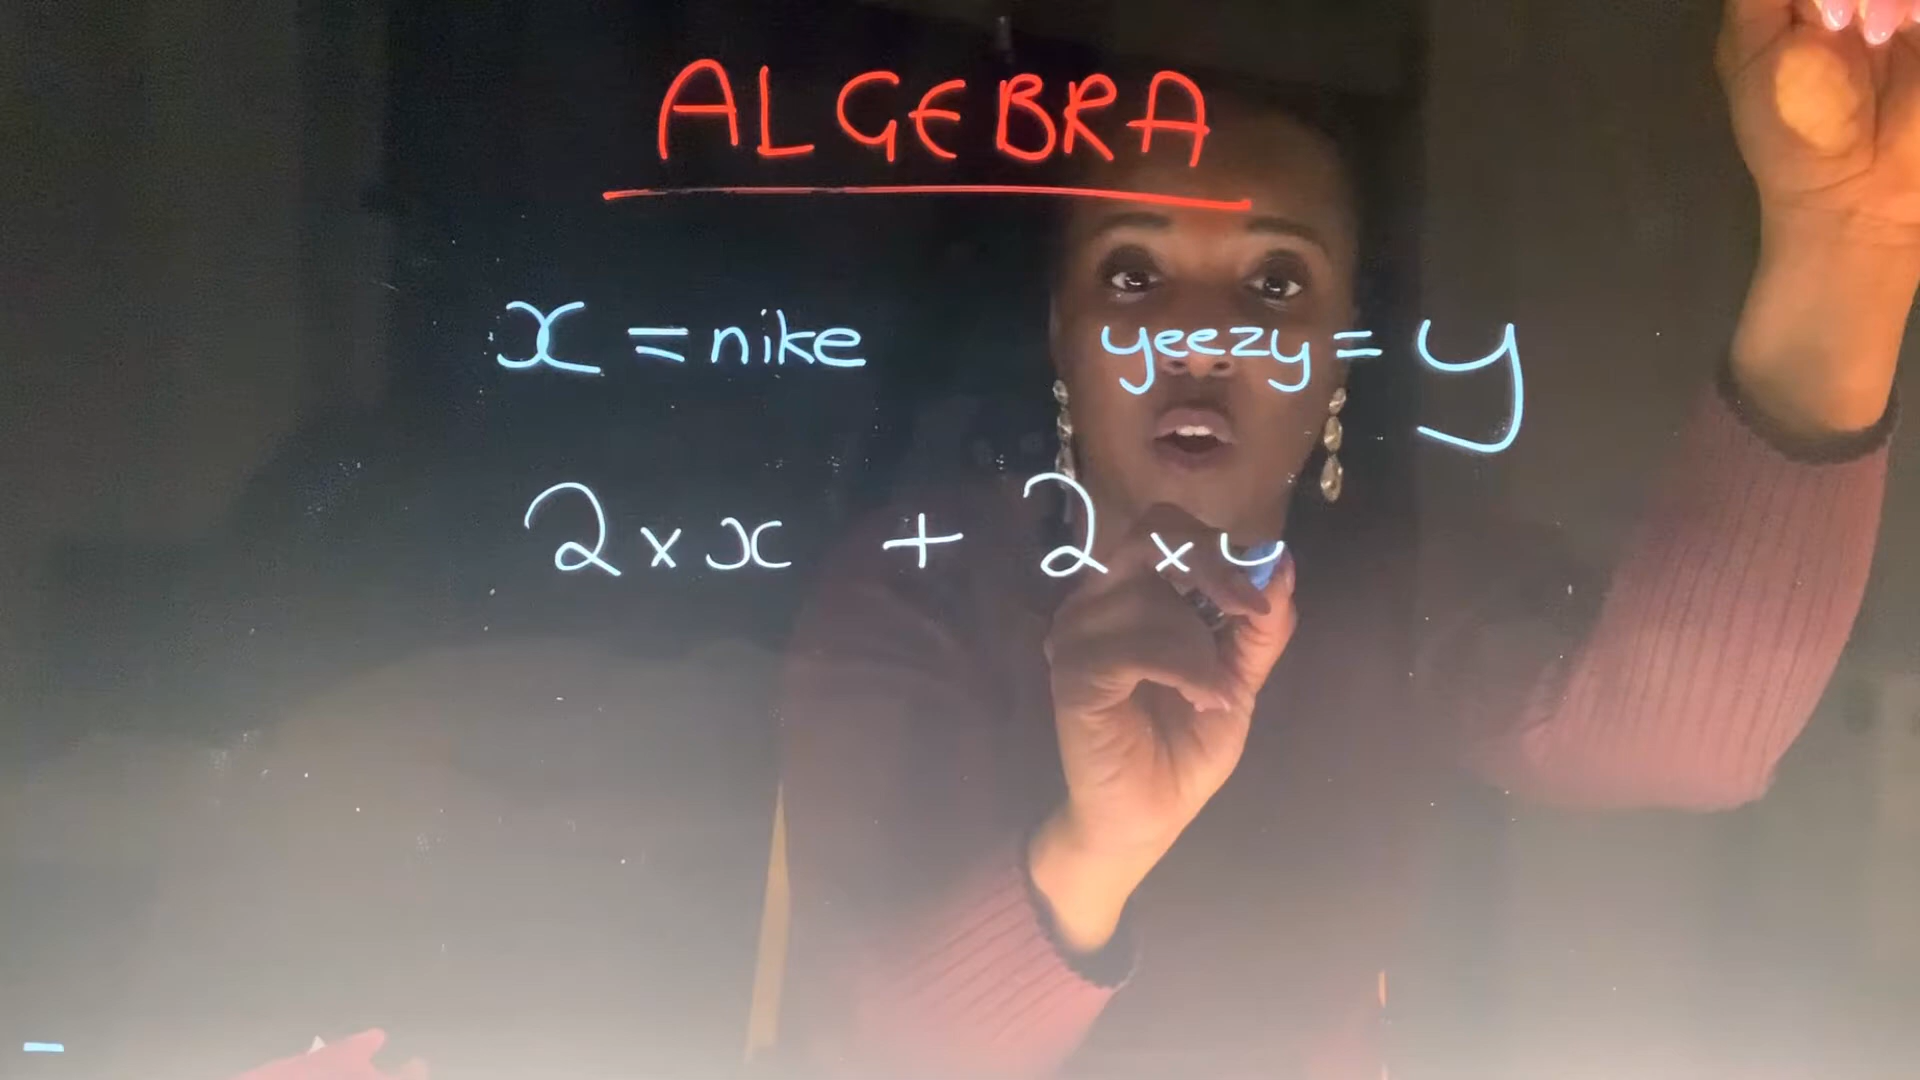 ALGEBRA
x = nike yeezy = y
2 x x + 2 x